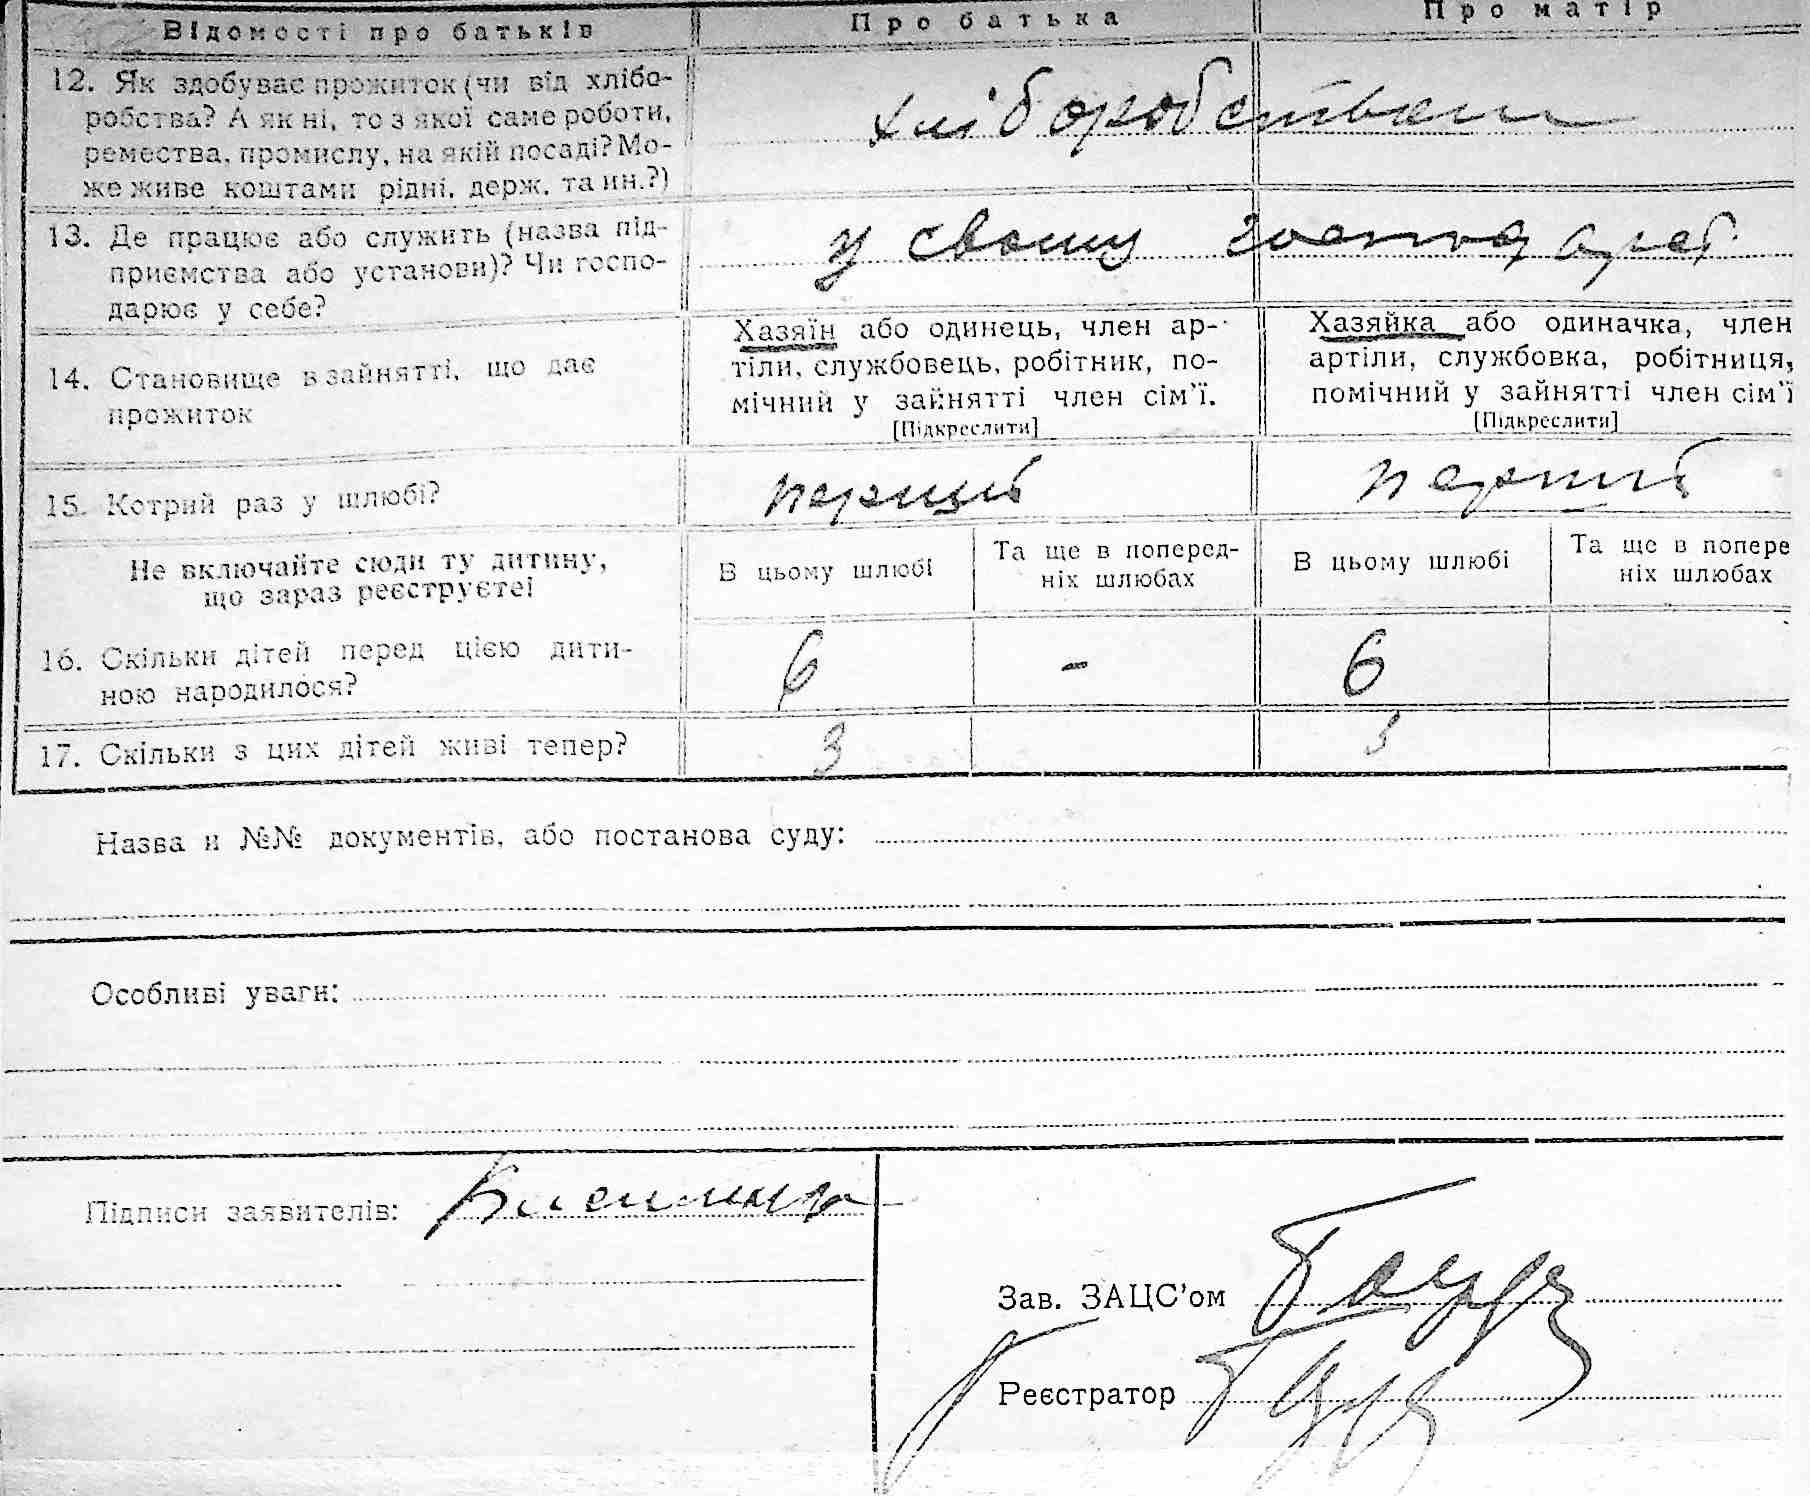 Відомості про батьків Про батька Про матір
12. Як здобуває прожиток (чи від хлібо-
робства? А як ні, то з якої саме роботи,
ремества, промислу, на якій посаді? Мо-
же живе коштами рідні, держ. та ин.?)
хліборобством
13. Де працює або служить (назва під-
приємства або установи)? Чи госпо-
дарює у себе?
у своему господарст
14. Становище в зайнятті, що дає
прожиток
Хазяїн або одинець, член ар-
тіли, службовець, робітник, по-
мічний у зайнятті член сім'ї.
[Підкреслити]
Хазяйка або одиначка, член
артіли, службовка, робітниця,
помічний у зайнятті член сім'ї
[Підкреслити]
15. Котрий раз у шлюбі?
перший перший
Не включайте сюди ту дитину,
що зараз реєструєте!
В цьому шлюбі
Та ще в поперед-
ніх шлюбах
В цьому шлюбі
Та ще в попере
ніх шлюбах
16. Скільки дітей перед цією дити-
ною народилося?
6 - 6
17. Скільки з цих дітей живі тепер?
3 3
Назва и №№ документів, або постанова суду:
Особливі уваги:
Підписи заявителів:
Зав. ЗАЦС'ом
Реєстратор